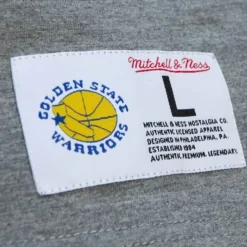 Mitchell & Ness
GOLDEN STATE
WARRIORS
L
MITCHELL & NESS NOSTALGIA CO.
AUTHENTIC LICENSED APPAREL
DESIGNED IN PHILADELPHIA, PA.
ESTABLISHED 1904
AUTHENTIC. PREMIUM. LEGENDARY.